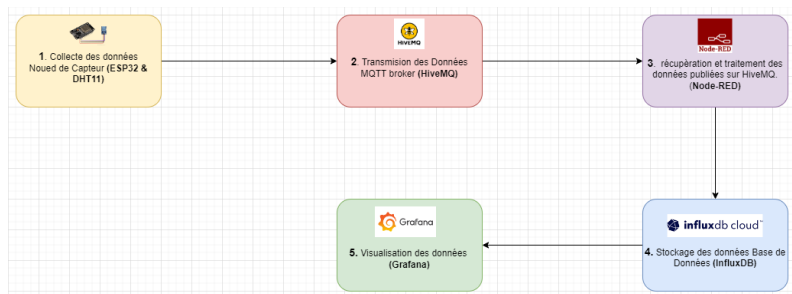 1. Collecte des données
Noued de Capteur (ESP32 &
DHT11)
HIVEMQ
2. Transmision des Données
MQTT broker (HiveMQ)
Node-RED
3. récupèration et traitement des
données publiées sur HiveMQ.
(Node-RED)
influxdb cloud™
4. Stockage des données Base de
Données (InfluxDB)
Grafana
5. Visualisation des données
(Grafana)